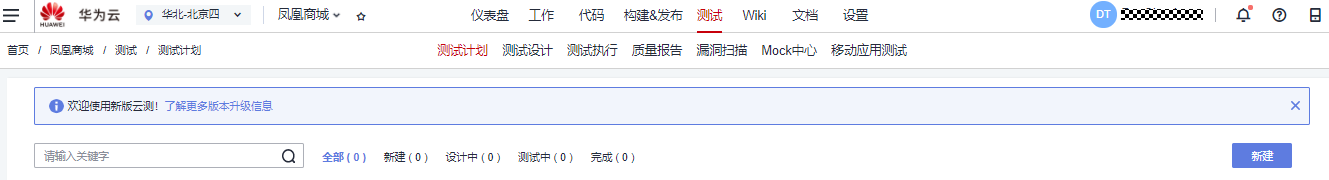 HUAWEI 华为云 华北-北京四 凤凰商城 仪表盘 工作 代码 构建&发布 测试 Wiki 文档 设置 DT
首页 / 凤凰商城 / 测试 / 测试计划 测试计划 测试设计 测试执行 质量报告 漏洞扫描 Mock中心 移动应用测试
欢迎使用新版云测! 了解更多版本升级信息
请输入关键字 全部 ( 0 ) 新建 ( 0 ) 设计中 ( 0 ) 测试中 ( 0 ) 完成 ( 0 ) 新建